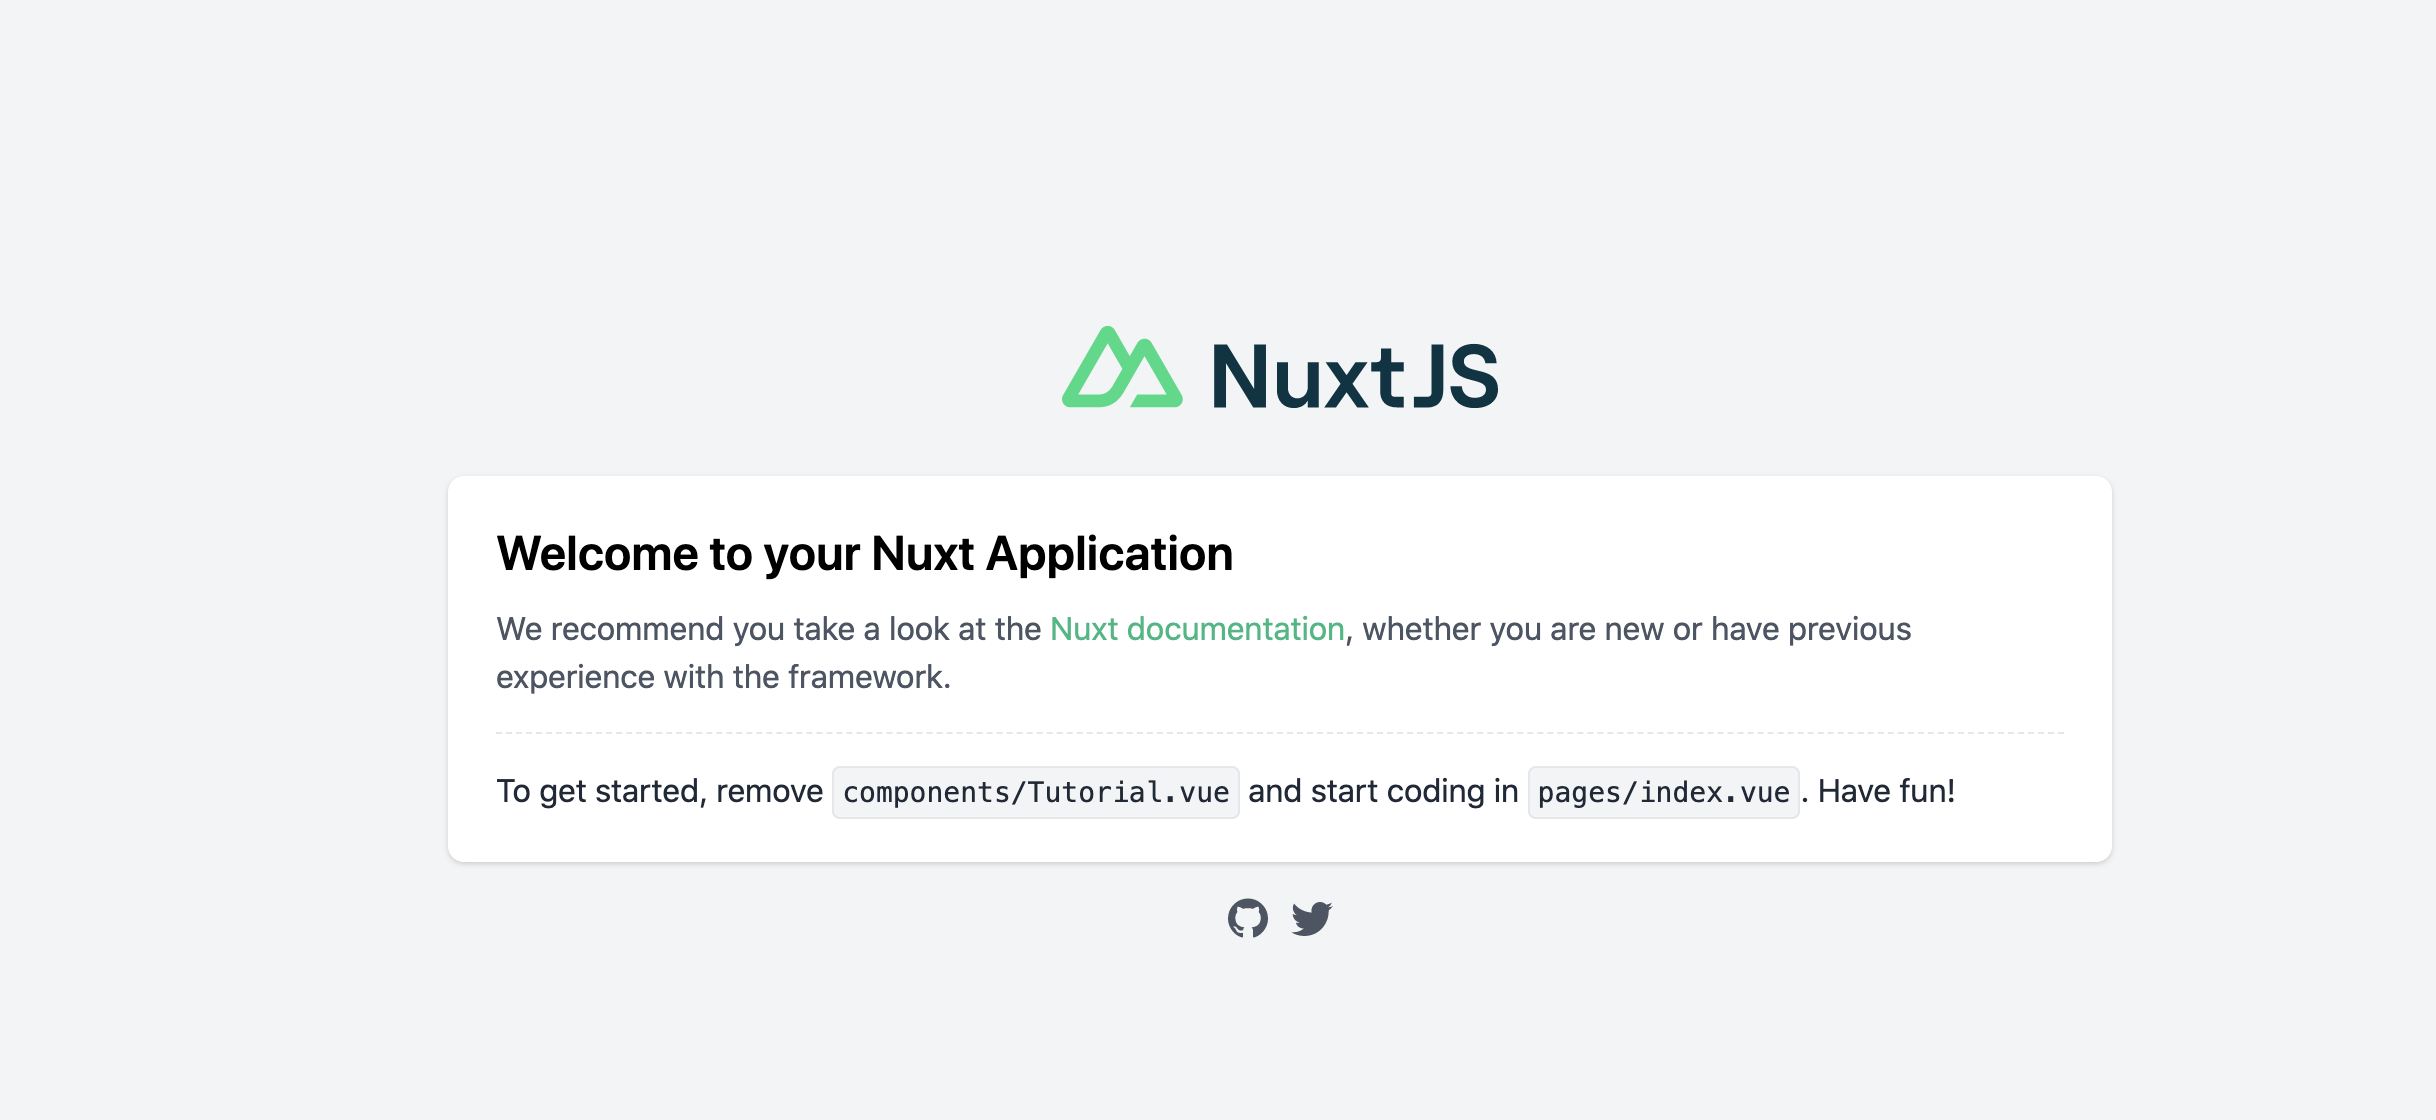 NuxtJS
Welcome to your Nuxt Application
We recommend you take a look at the Nuxt documentation, whether you are new or have previous
experience with the framework.
To get started, remove components/Tutorial.vue and start coding in pages/index.vue. Have fun!